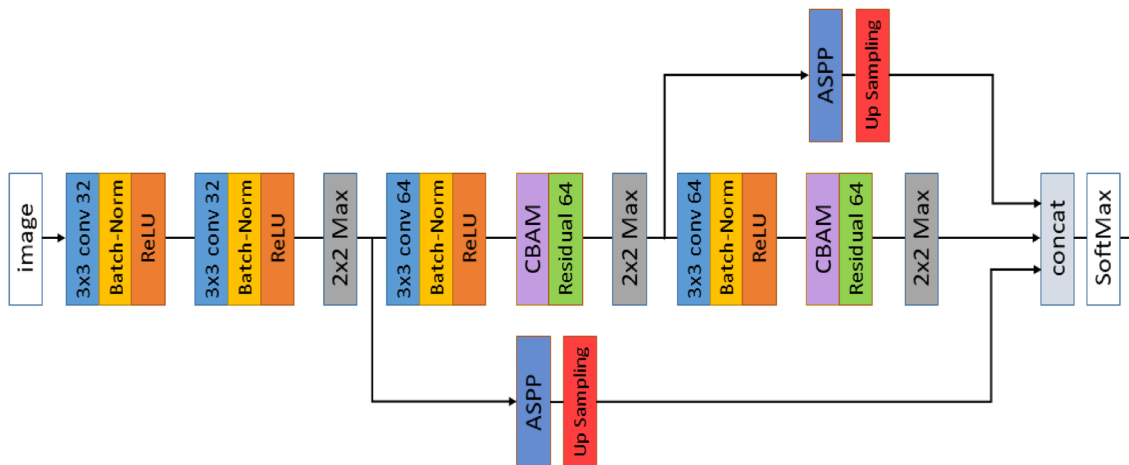 ASPP
Up Sampling
image
3x3 conv 32
Batch-Norm
ReLU
3x3 conv 32
Batch-Norm
ReLU
2x2 Max
3x3 conv 64
Batch-Norm
ReLU
CBAM
Residual 64
2x2 Max
3x3 conv 64
Batch-Norm
ReLU
CBAM
Residual 64
2x2 Max
concat
SoftMax
ASPP
Up Sampling